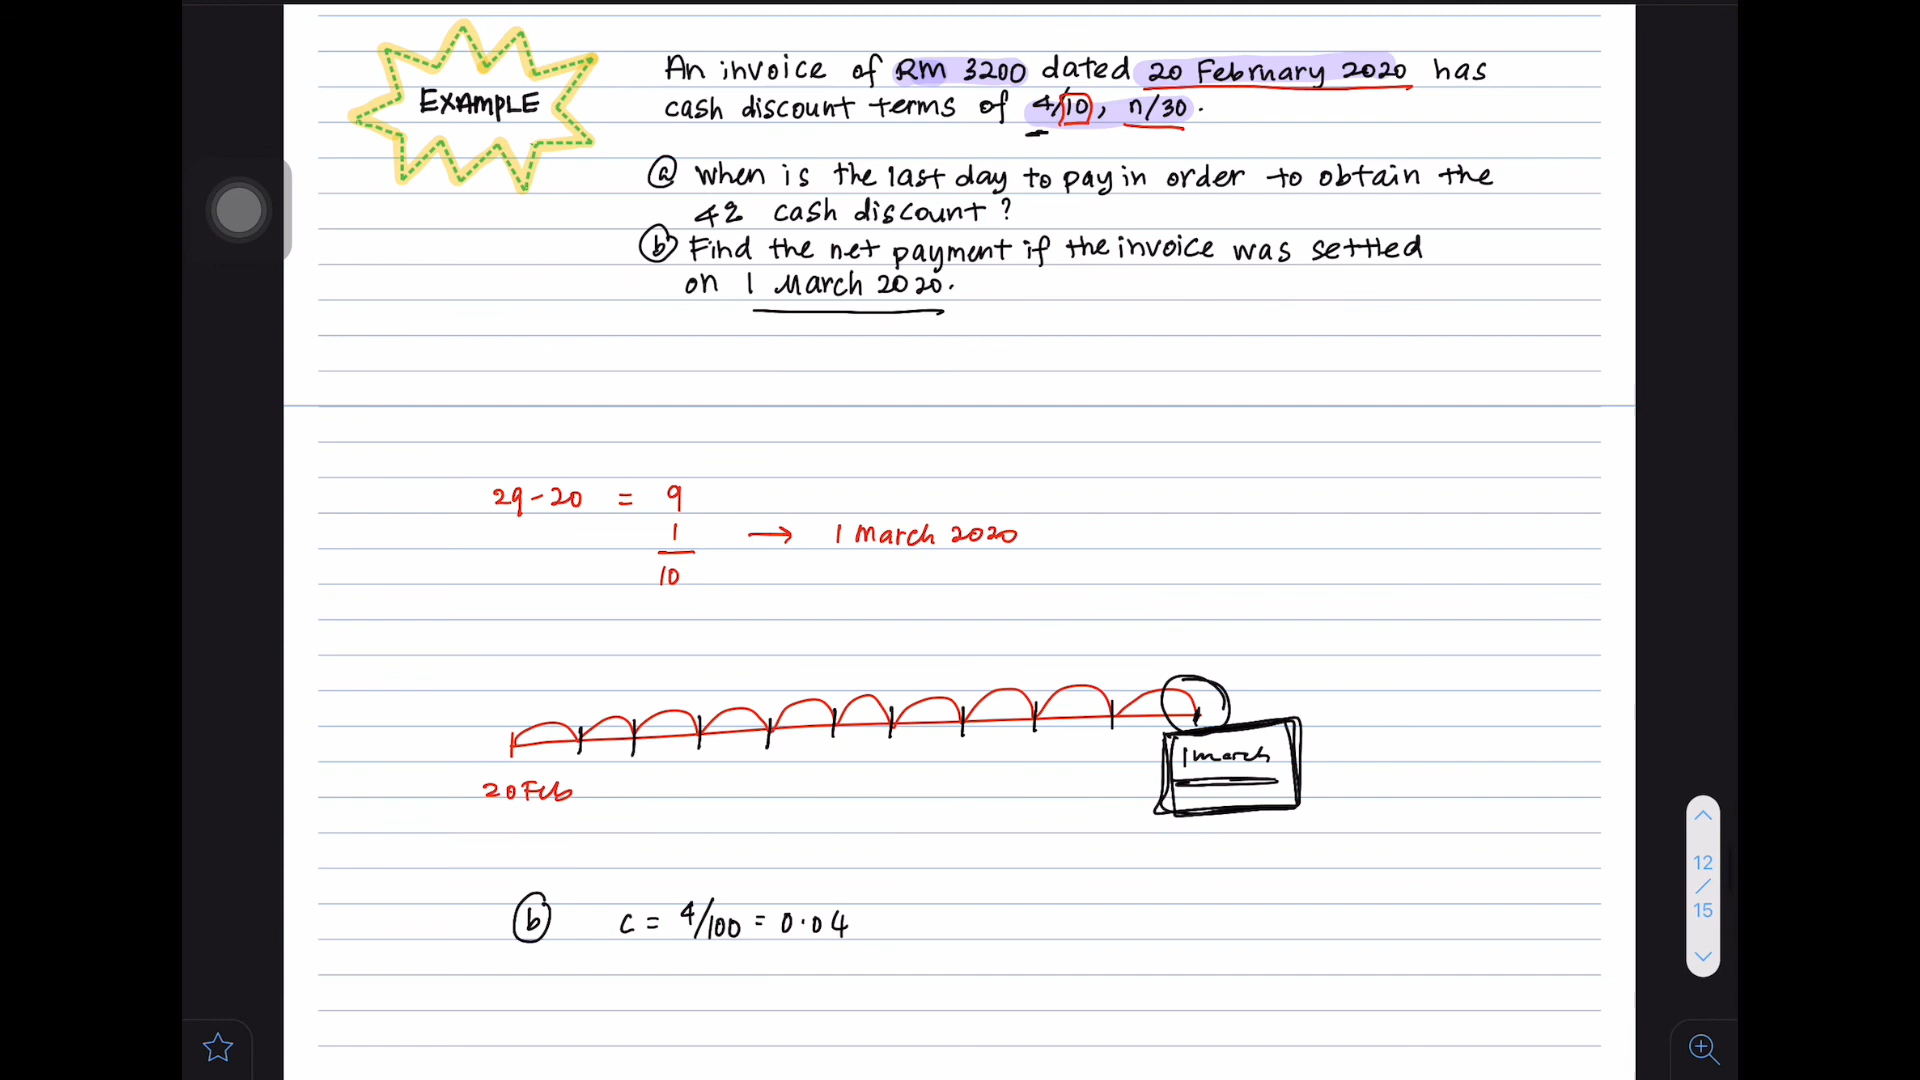 EXAMPLE
An invoice of RM 3200 dated 20 February 2020 has
cash discount terms of 4/10, n/30.
(a) When is the last day to pay in order to obtain the
4% cash discount?
(b) Find the net payment if the invoice was settled
on 1 March 2020.
29-20 = 9
1 → 1 March 2020
10
1 march
20 Feb
(b) c = 4/100 = 0.04
12
/
15